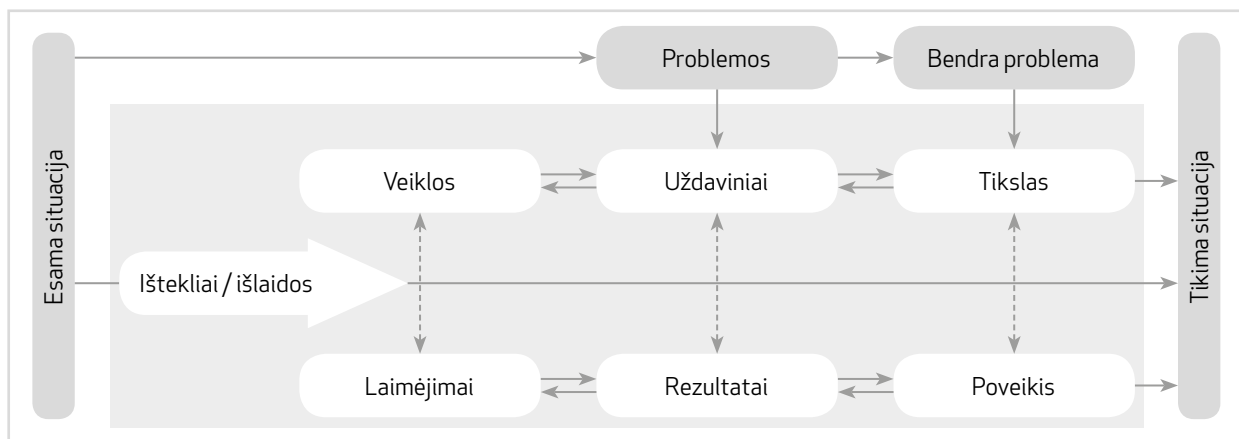 Esama situacija
Problemos
Bendra problema
Veiklos
Uždaviniai
Tikslas
Ištekliai / išlaidos
Laimėjimai
Rezultatai
Poveikis
Tikima situacija